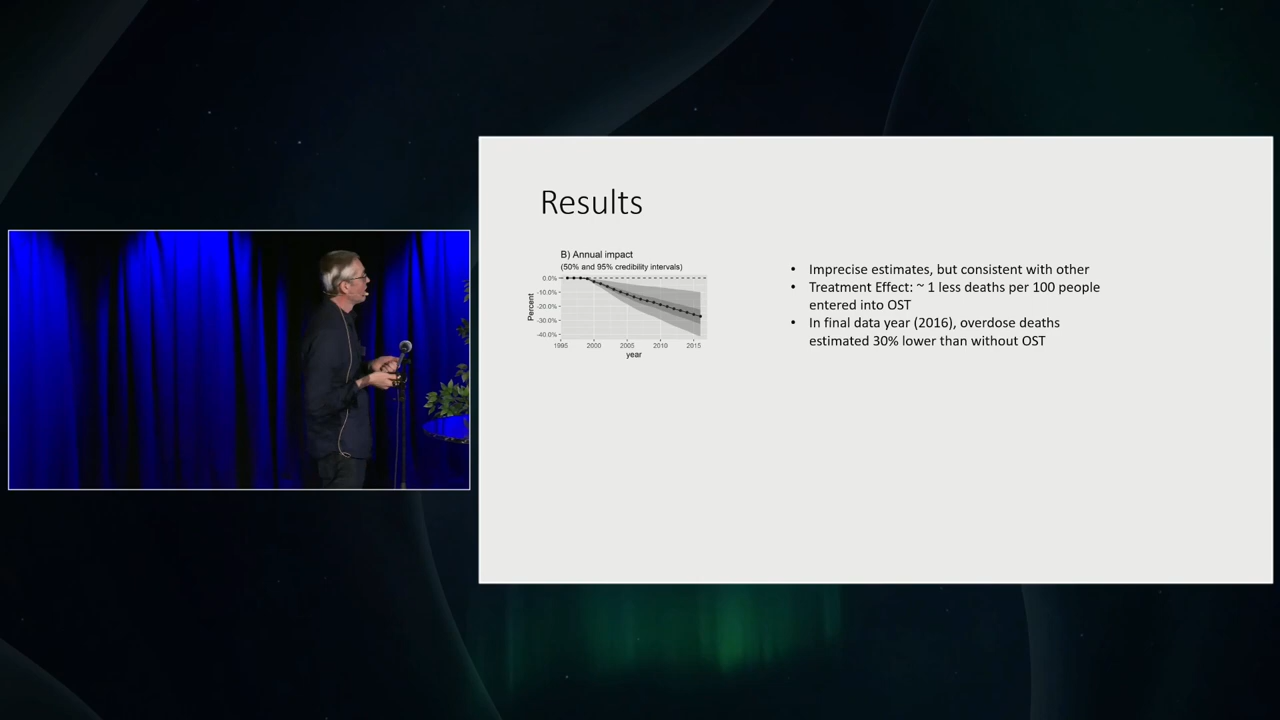 Results
B) Annual impact
(50% and 95% credibility intervals)
0.0%
-10.0%
-20.0%
-30.0%
-40.0%
Percent
1995 2000 2005 2010 2015
year
• Imprecise estimates, but consistent with other
• Treatment Effect: ~ 1 less deaths per 100 people
entered into OST
• In final data year (2016), overdose deaths
estimated 30% lower than without OST